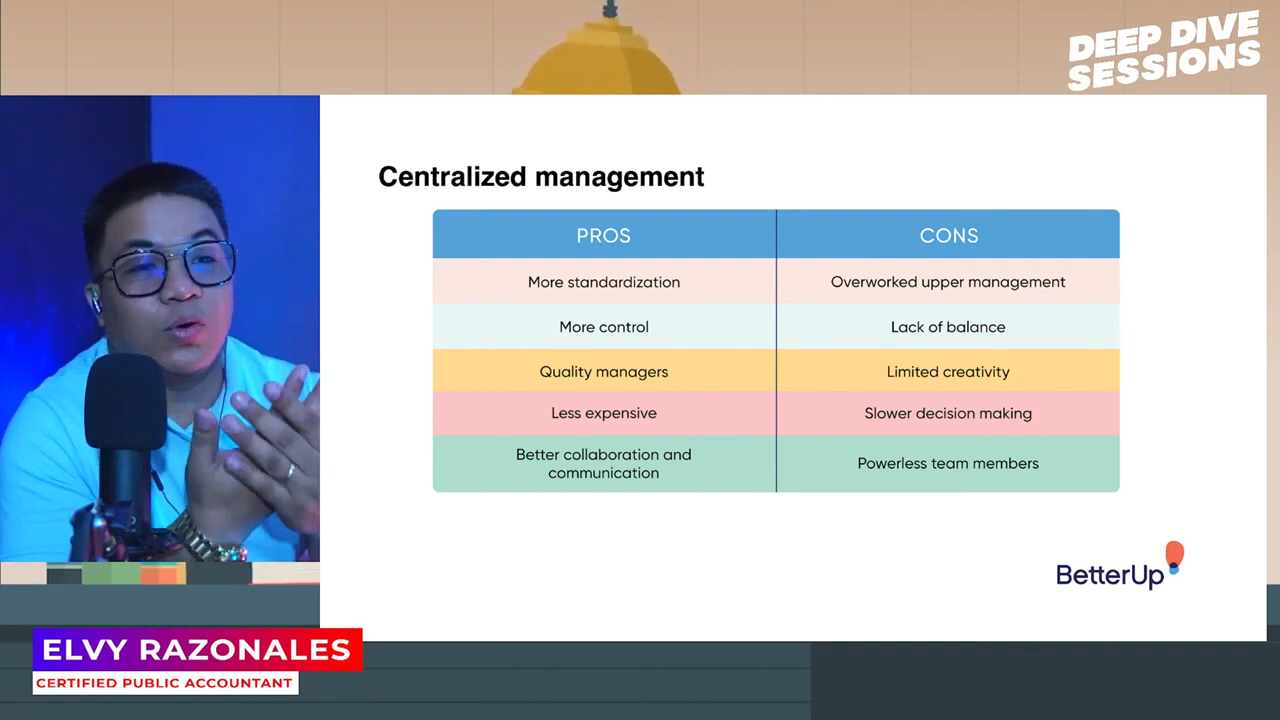 DEEP DIVE
SESSIONS
Centralized management
PROS
CONS
More standardization
Overworked upper management
More control
Lack of balance
Quality managers
Limited creativity
Less expensive
Slower decision making
Better collaboration and
communication
Powerless team members
BetterUp
ELVY RAZONALES
CERTIFIED PUBLIC ACCOUNTANT